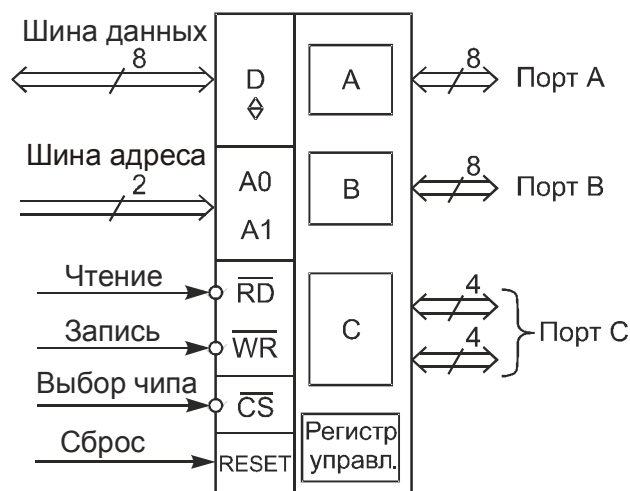 Шина данных
8
D
A
8
Порт A
Шина адреса
2
A0
A1
B
8
Порт B
Чтение
RD
Запись
WR
C
4
4
Порт C
Выбор чипа
CS
Сброс
RESET
Регистр
управл.